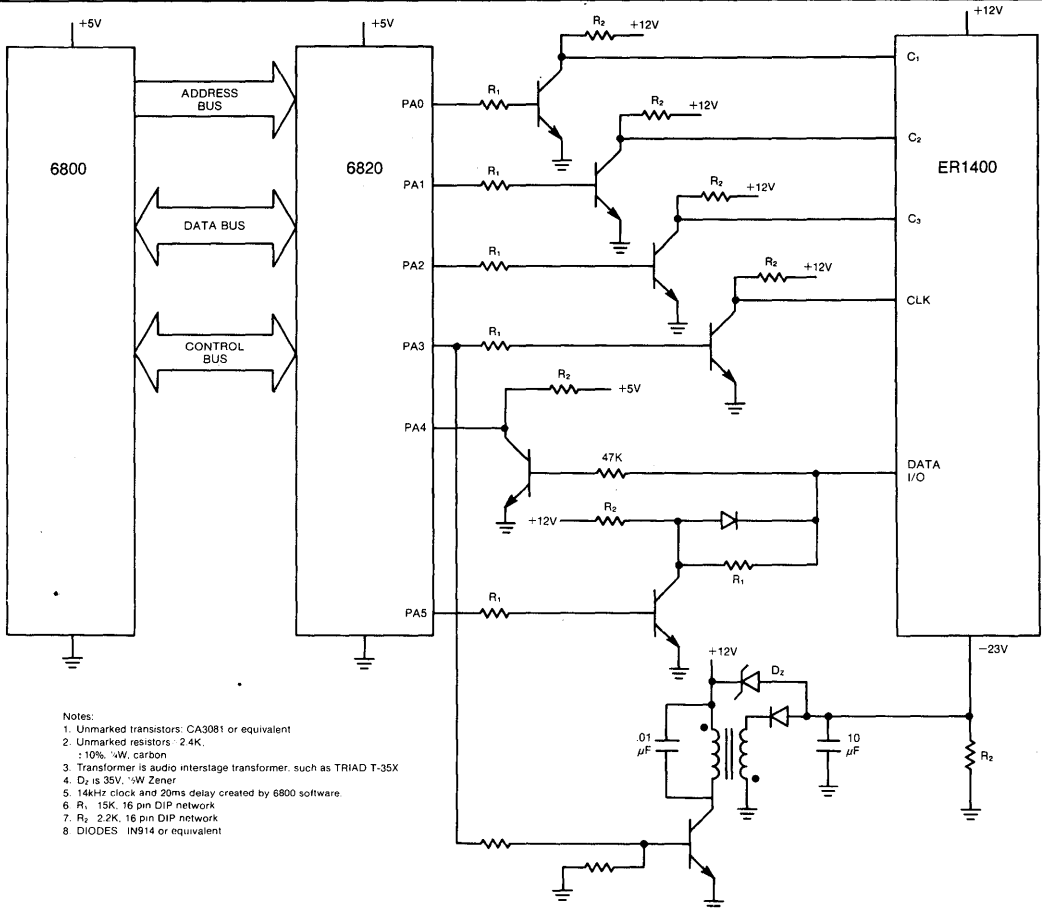 +5V
+5V
+12V
R₂
+12V
C₁
ADDRESS
BUS
PA0
R₁
R₂
+12V
C₂
6800
6820
ER1400
PA1
R₁
R₂
+12V
C₃
DATA BUS
PA2
R₁
R₂
+12V
CLK
CONTROL
BUS
PA3
R₁
R₂
+5V
PA4
47K
DATA
I/O
+12V
R₂
R₁
PA5
R₁
-23V
+12V
D_Z
.01
µF
10
µF
R₂
Notes:
1. Unmarked transistors: CA3081 or equivalent
2. Unmarked resistors 2.4K,
10%, ¼W, carbon
3. Transformer is audio interstage transformer, such as TRIAD T-35X
4. D_Z is 35V, ½W Zener
5. 14kHz clock and 20ms delay created by 6800 software.
6 R₁ 15K, 16 pin DIP network
7. R₂ 2.2K, 16 pin DIP network
8. DIODES IN914 or equivalent